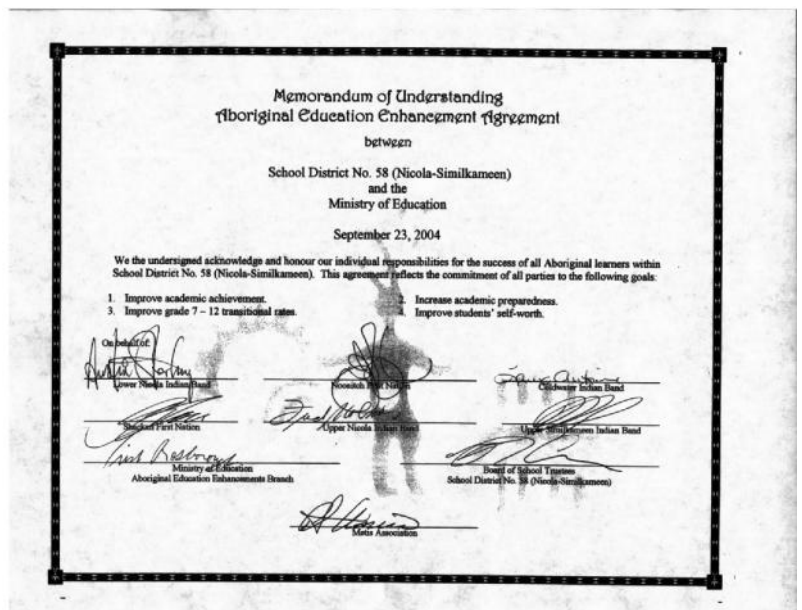 Memorandum of Understanding
Aboriginal Education Enhancement Agreement
between
School District No. 58 (Nicola-Similkameen)
and the
Ministry of Education
September 23, 2004
We the undersigned acknowledge and honour our individual responsibilities for the success of all Aboriginal learners within
School District No. 58 (Nicola-Similkameen). This agreement reflects the commitment of all parties to the following goals:
1. Improve academic achievement. 2. Increase academic preparedness.
3. Improve grade 7 – 12 transitional rates. 4. Improve students' self-worth.
On behalf of:
Lower Nicola Indian Band
Nooaitch First Nation
Coldwater Indian Band
Shackan First Nation
Upper Nicola Indian Band
Upper Similkameen Indian Band
Ministry of Education
Aboriginal Education Enhancements Branch
Board of School Trustees
School District No. 58 (Nicola-Similkameen)
Metis Association